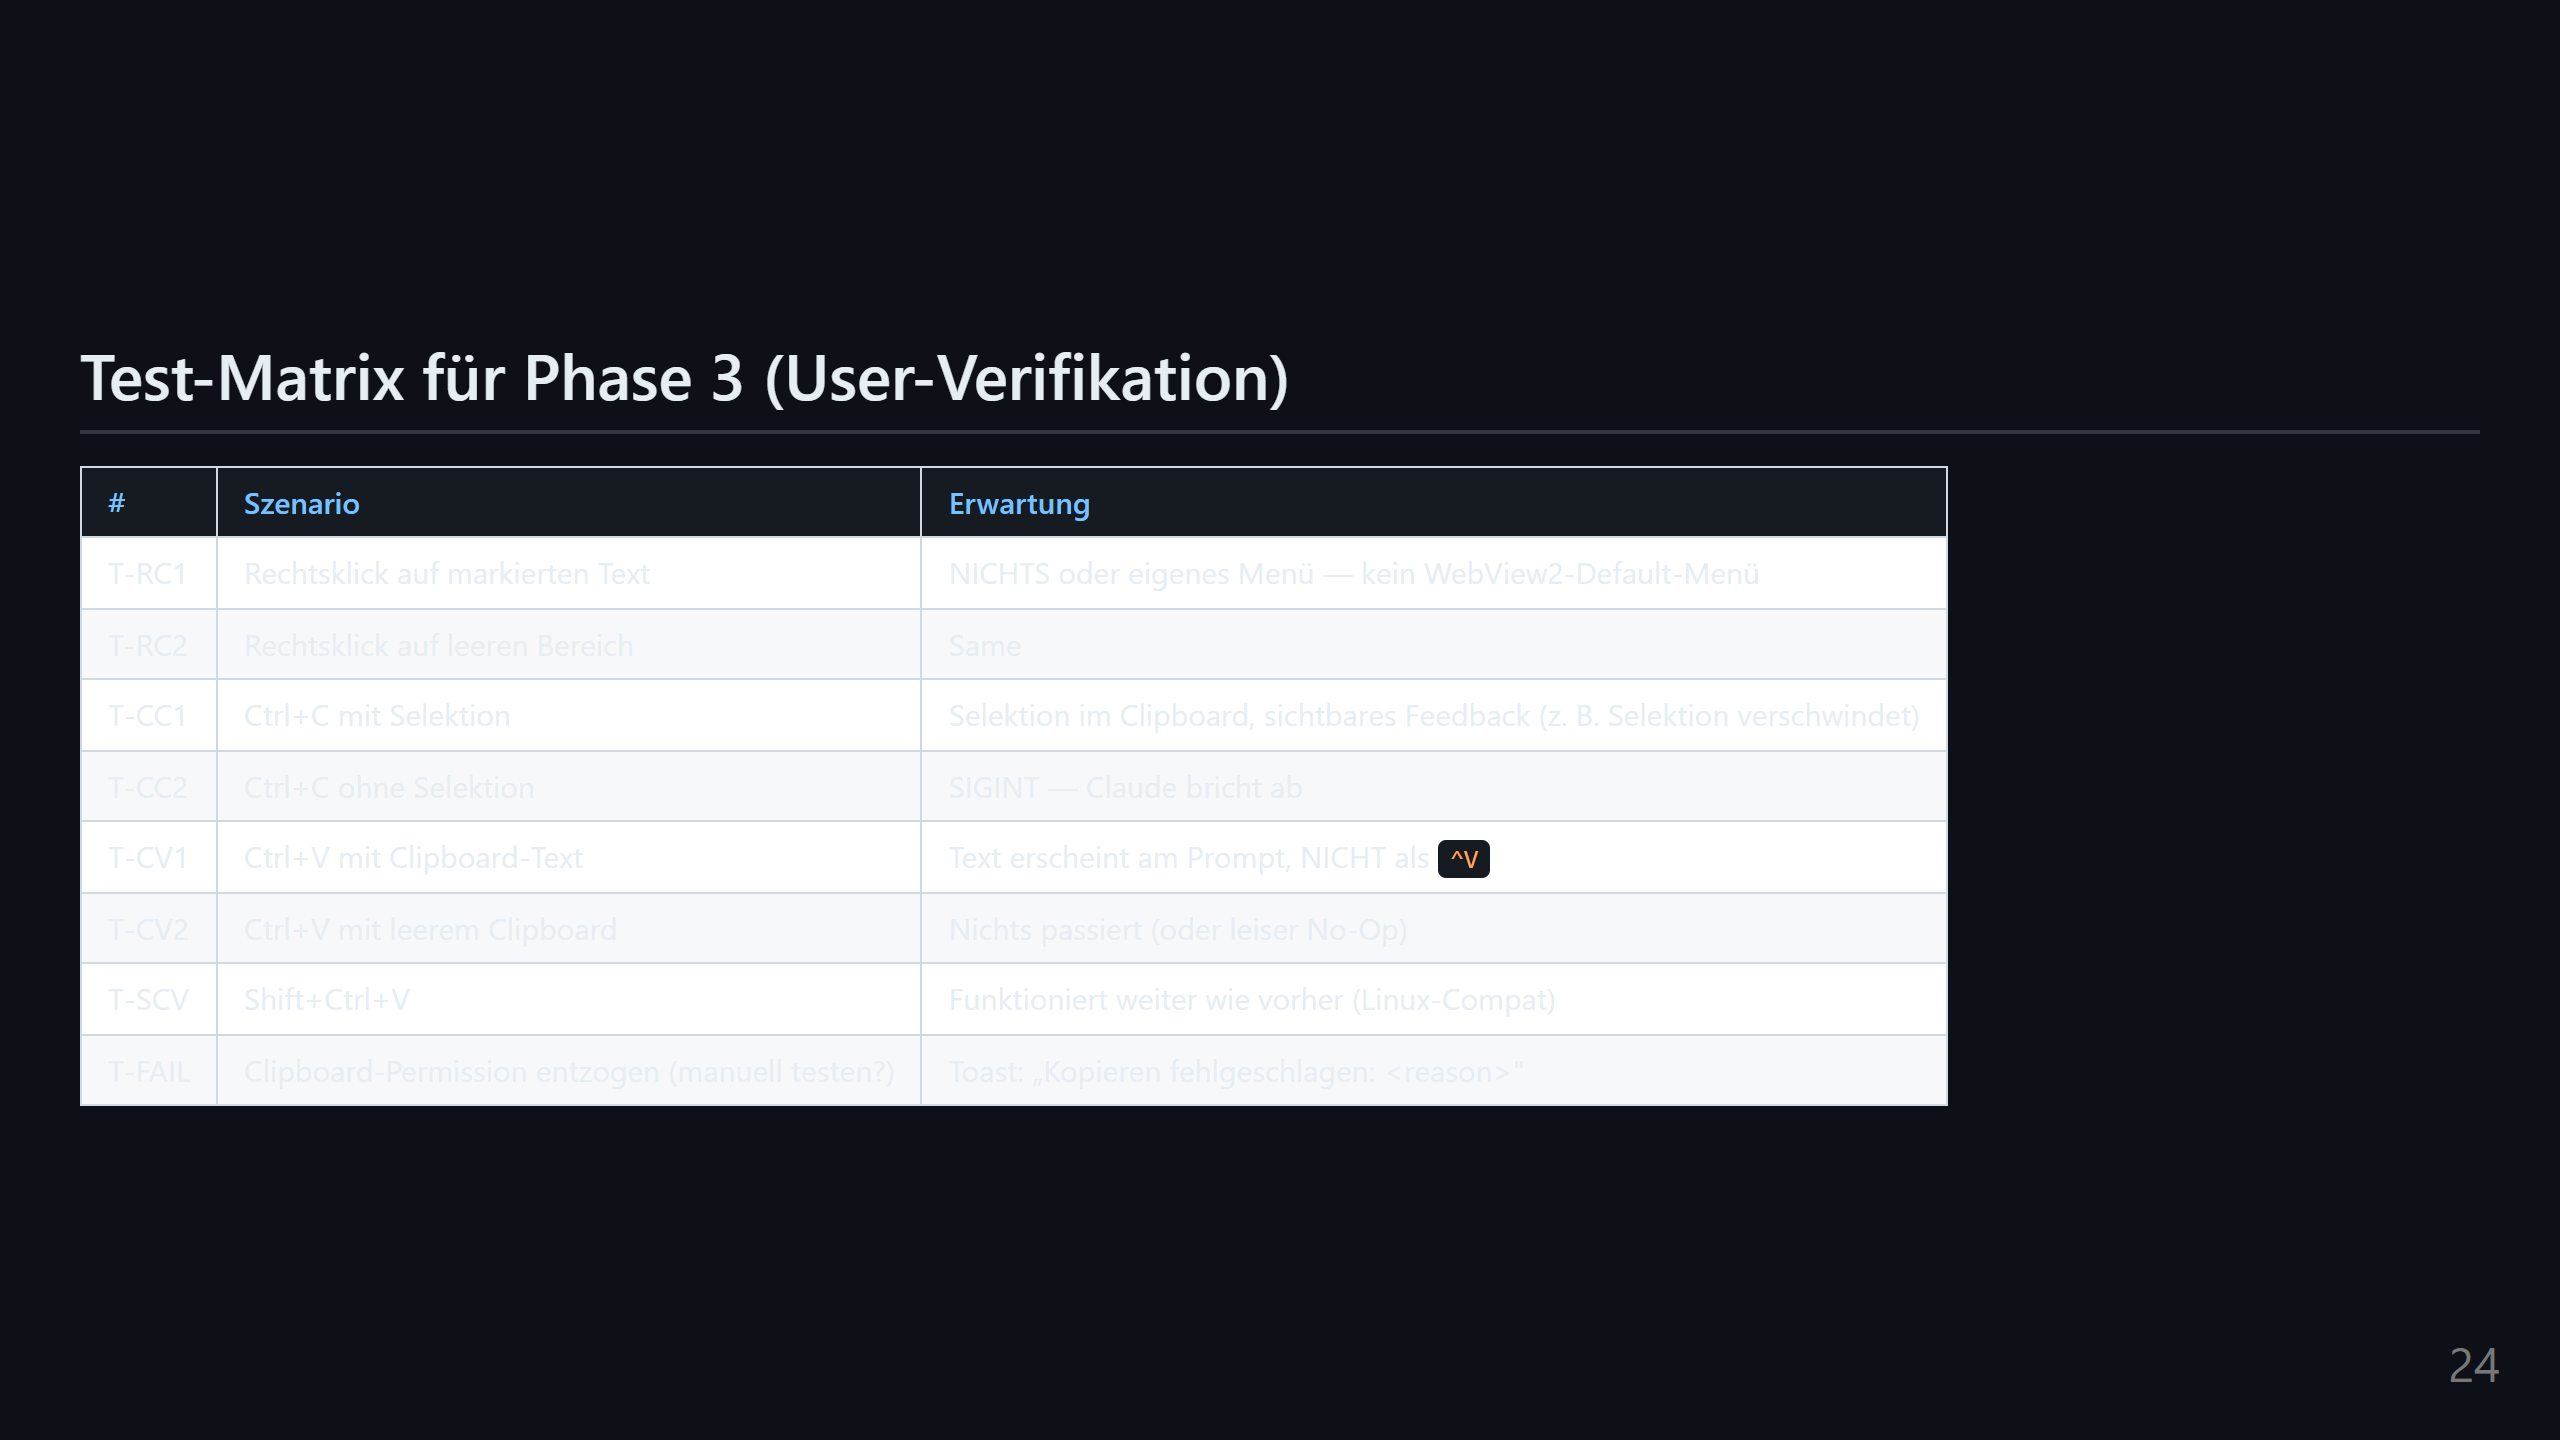 Test-Matrix für Phase 3 (User-Verifikation)
# Szenario Erwartung
T-RC1 Rechtsklick auf markierten Text NICHTS oder eigenes Menü — kein WebView2-Default-Menü
T-RC2 Rechtsklick auf leeren Bereich Same
T-CC1 Ctrl+C mit Selektion Selektion im Clipboard, sichtbares Feedback (z. B. Selektion verschwindet)
T-CC2 Ctrl+C ohne Selektion SIGINT — Claude bricht ab
T-CV1 Ctrl+V mit Clipboard-Text Text erscheint am Prompt, NICHT als ^V
T-CV2 Ctrl+V mit leerem Clipboard Nichts passiert (oder leiser No-Op)
T-SCV Shift+Ctrl+V Funktioniert weiter wie vorher (Linux-Compat)
T-FAIL Clipboard-Permission entzogen (manuell testen?) Toast: „Kopieren fehlgeschlagen: <reason>"
24